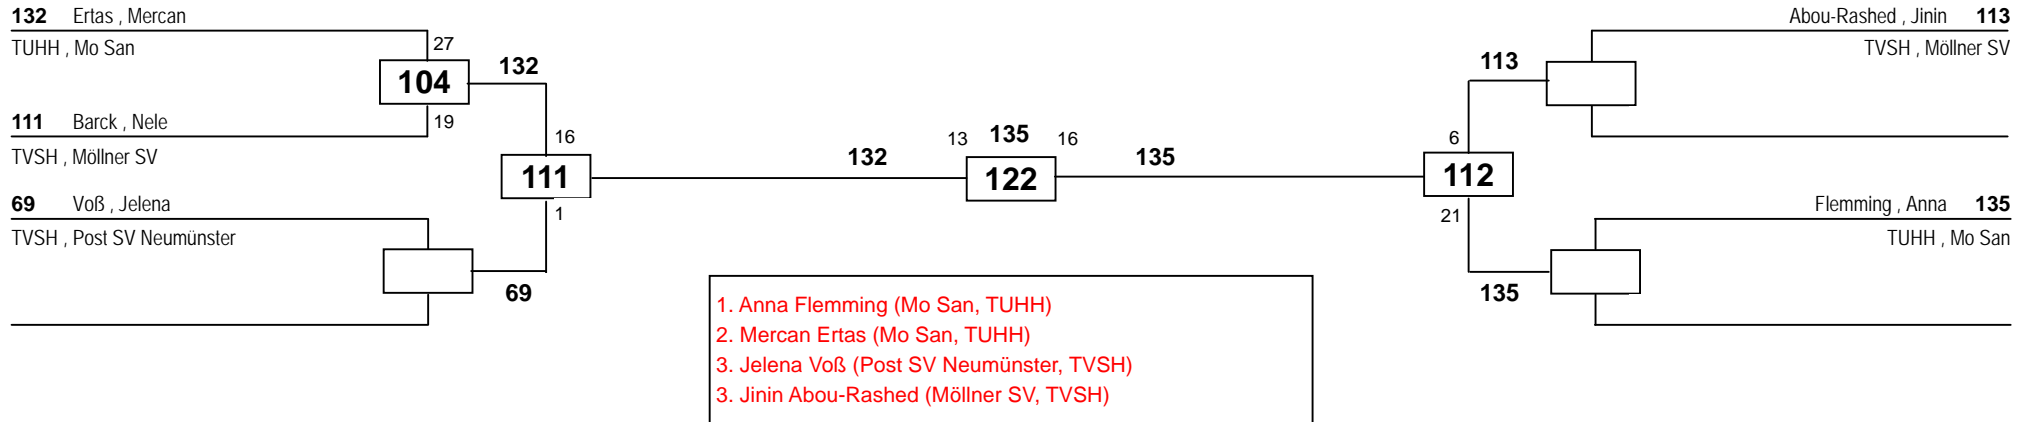 132 Ertas , Mercan
TUHH , Mo San
27
104
132
19
111 Barck , Nele
TVSH , Möllner SV
16
111
1
69 Voß , Jelena
TVSH , Post SV Neumünster
69
132
13 135 16
122
135
Abou-Rashed , Jinin 113
TVSH , Möllner SV
113
6
112
21
Flemming , Anna 135
TUHH , Mo San
135
1. Anna Flemming (Mo San, TUHH)
2. Mercan Ertas (Mo San, TUHH)
3. Jelena Voß (Post SV Neumünster, TVSH)
3. Jinin Abou-Rashed (Möllner SV, TVSH)